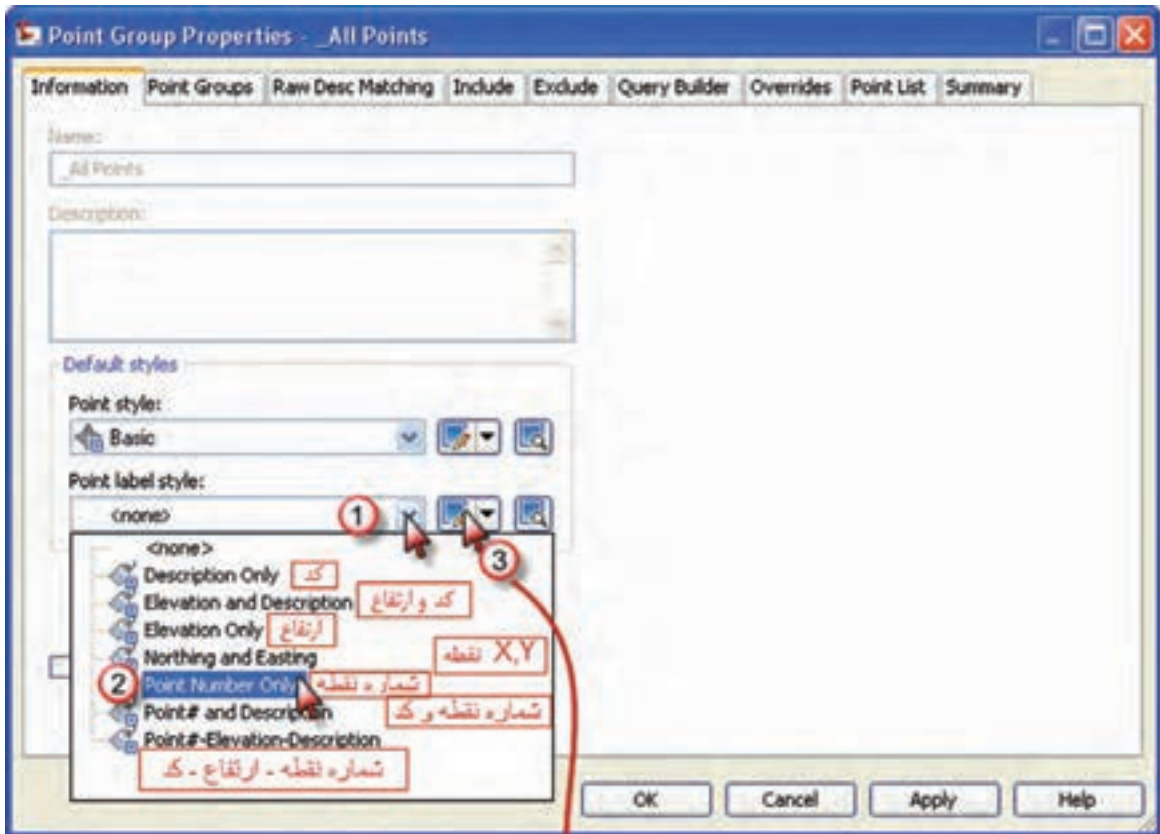 Point Group Properties - _All Points
Information Point Groups Raw Desc Matching Include Exclude Query Builder Overrides Point List Summary
Name:
_All Points
Description:
Default styles
Point style:
Basic
Point label style:
<none>
1
3
<none>
Description Only کد
Elevation and Description کد و ارتفاع
Elevation Only ارتفاع
Northing and Easting X,Y نقطه
2 Point Number Only شماره نقطه
Point# and Description شماره نقطه و کد
Point#-Elevation-Description
شماره نقطه - ارتفاع - کد
OK Cancel Apply Help